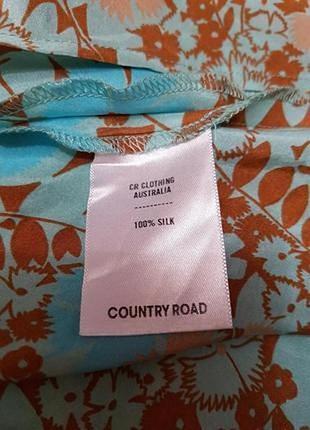 CR CLOTHING
AUSTRALIA
100% SILK
COUNTRY ROAD